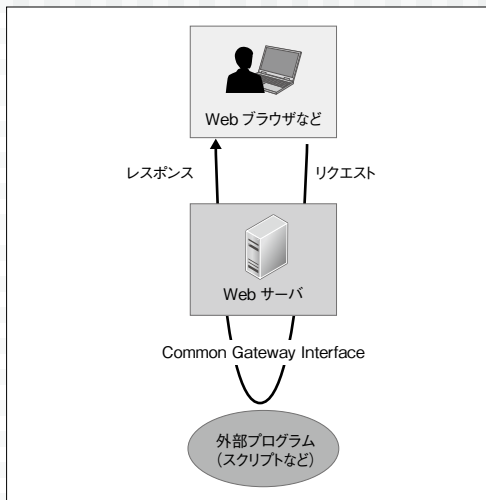 Web ブラウザなど
レスポンス
リクエスト
Web サーバ
Common Gateway Interface
外部プログラム
(スクリプトなど)